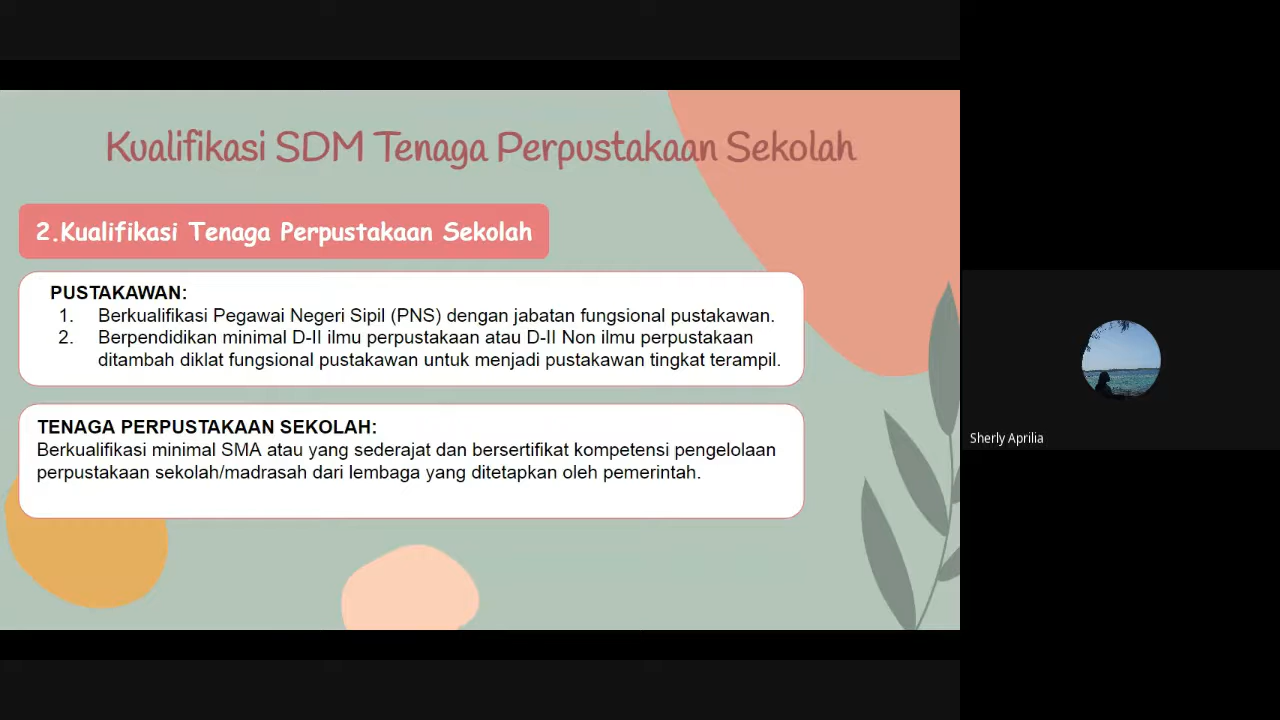 Kualifikasi SDM Tenaga Perpustakaan Sekolah
2.Kualifikasi Tenaga Perpustakaan Sekolah
PUSTAKAWAN:
1. Berkualifikasi Pegawai Negeri Sipil (PNS) dengan jabatan fungsional pustakawan.
2. Berpendidikan minimal D-II ilmu perpustakaan atau D-II Non ilmu perpustakaan
ditambah diklat fungsional pustakawan untuk menjadi pustakawan tingkat terampil.
TENAGA PERPUSTAKAAN SEKOLAH:
Berkualifikasi minimal SMA atau yang sederajat dan bersertifikat kompetensi pengelolaan
perpustakaan sekolah/madrasah dari lembaga yang ditetapkan oleh pemerintah.
Sherly Aprilia